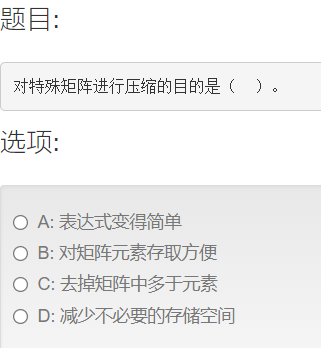 题目:
对特殊矩阵进行压缩的目的是（  ）。
选项:
A: 表达式变得简单
B: 对矩阵元素存取方便
C: 去掉矩阵中多于元素
D: 减少不必要的存储空间